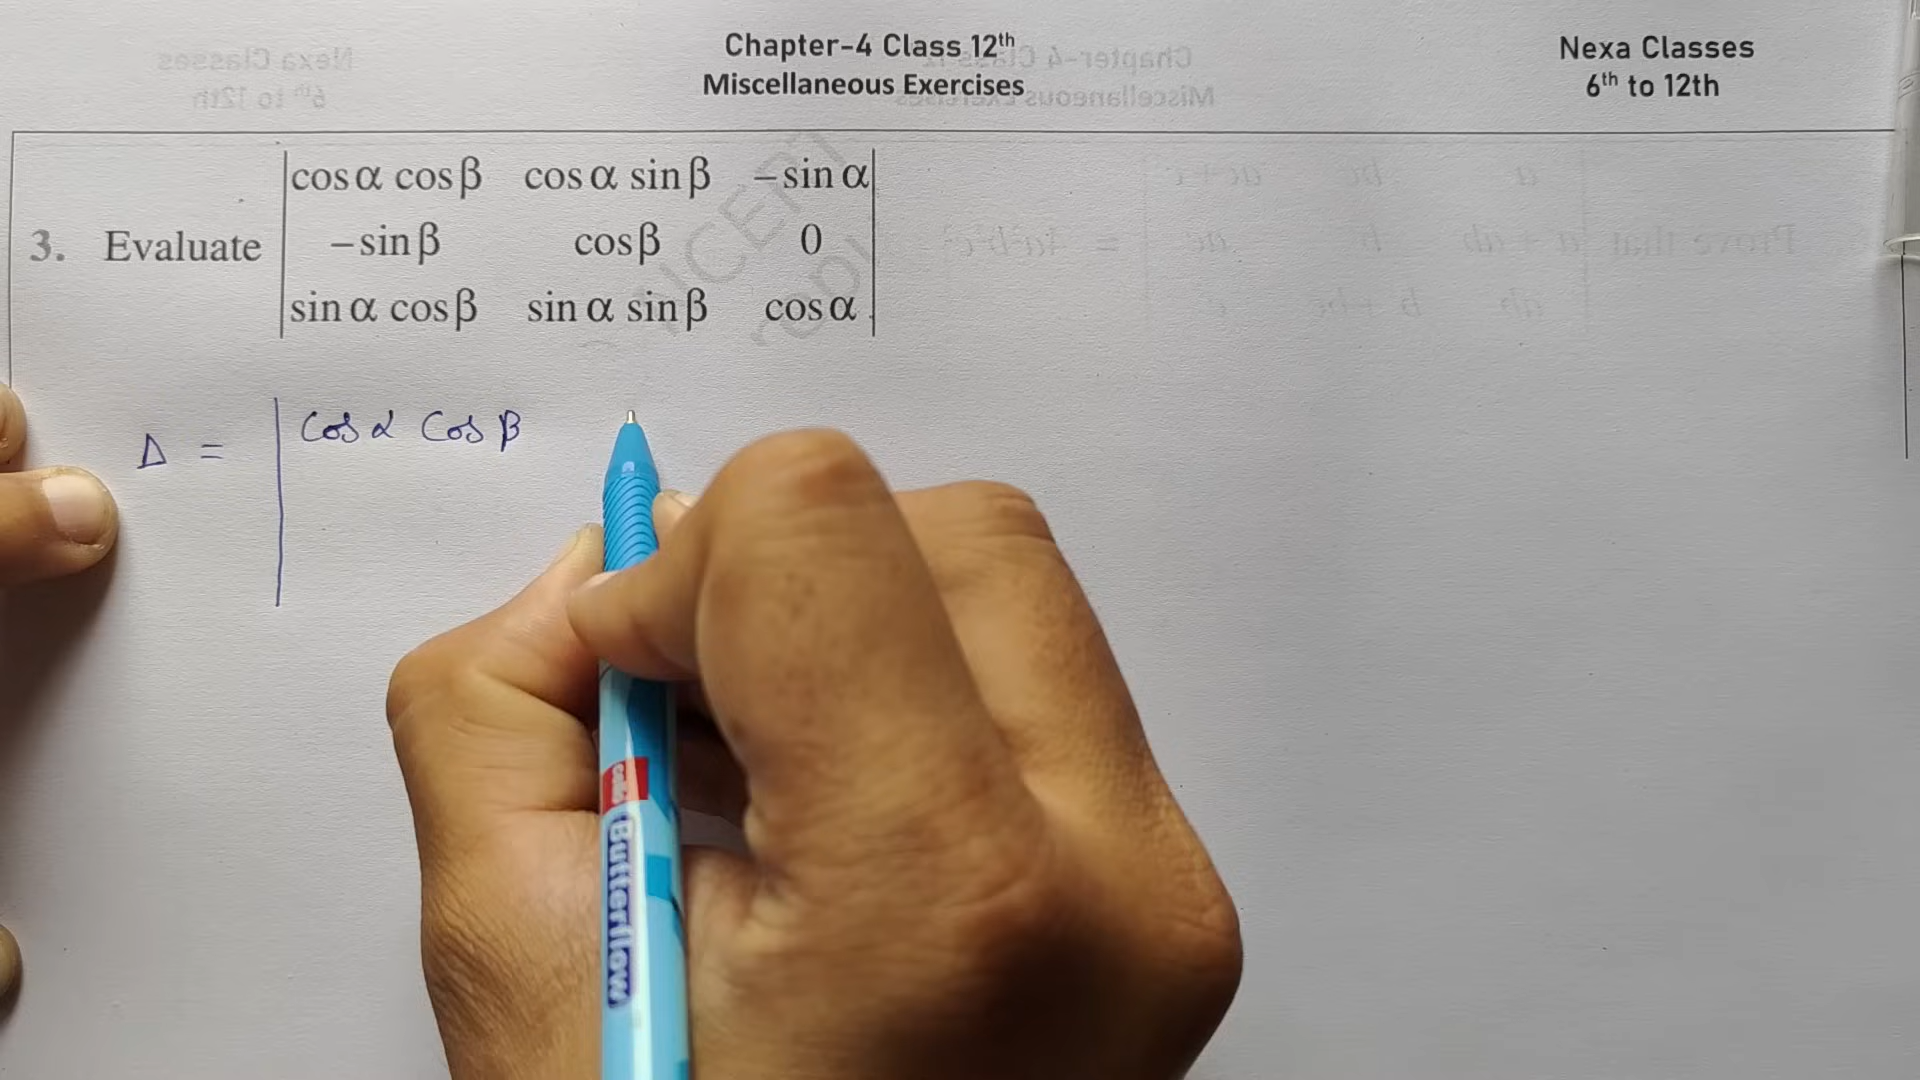 Chapter-4 Class 12th
Miscellaneous Exercises
Nexa Classes
6th to 12th
3. Evaluate
cos α cos β cos α sin β −sin α
−sin β cos β 0
sin α cos β sin α sin β cos α
Δ = | Cos α Cos β
Butterflow